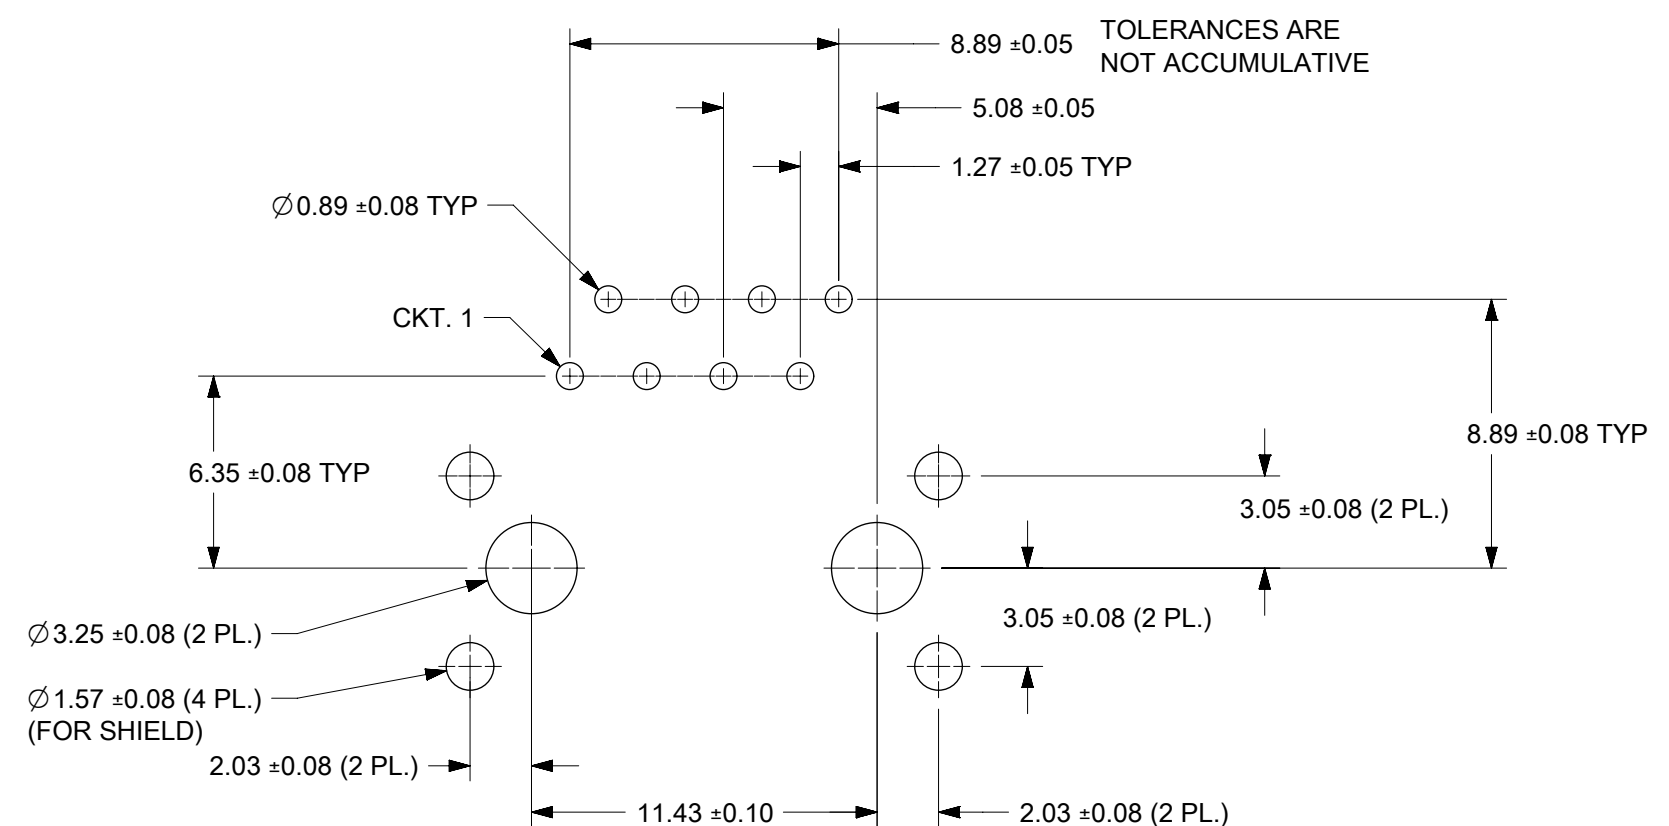 8.89 ±0.05
TOLERANCES ARE
NOT ACCUMULATIVE
5.08 ±0.05
1.27 ±0.05 TYP
∅0.89 ±0.08 TYP
CKT. 1
8.89 ±0.08 TYP
6.35 ±0.08 TYP
3.05 ±0.08 (2 PL.)
3.05 ±0.08 (2 PL.)
∅3.25 ±0.08 (2 PL.)
∅1.57 ±0.08 (4 PL.)
(FOR SHIELD)
2.03 ±0.08 (2 PL.)
11.43 ±0.10
2.03 ±0.08 (2 PL.)